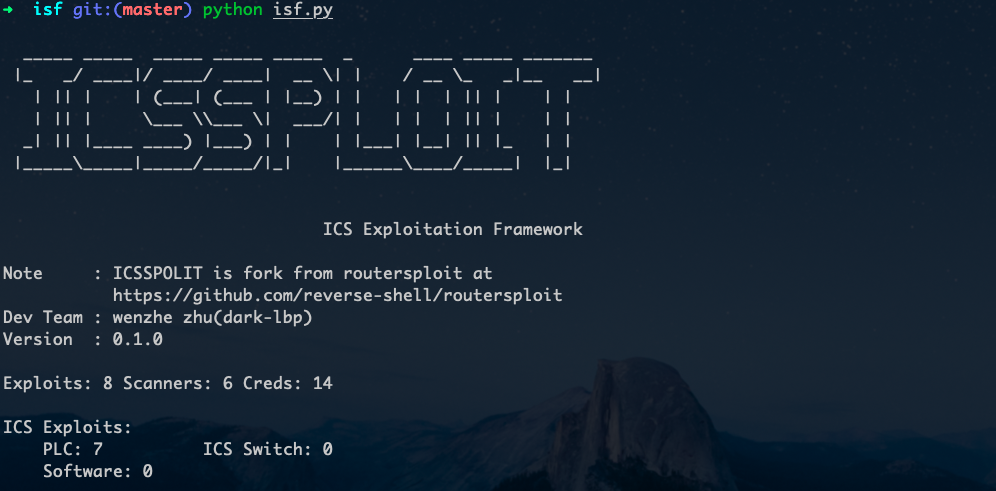 ➜ isf git:(master) python isf.py
ICSSPLOIT
ICS Exploitation Framework
Note : ICSSPOLIT is fork from routersploit at
https://github.com/reverse-shell/routersploit
Dev Team : wenzhe zhu(dark-lbp)
Version : 0.1.0
Exploits: 8 Scanners: 6 Creds: 14
ICS Exploits:
PLC: 7 ICS Switch: 0
Software: 0